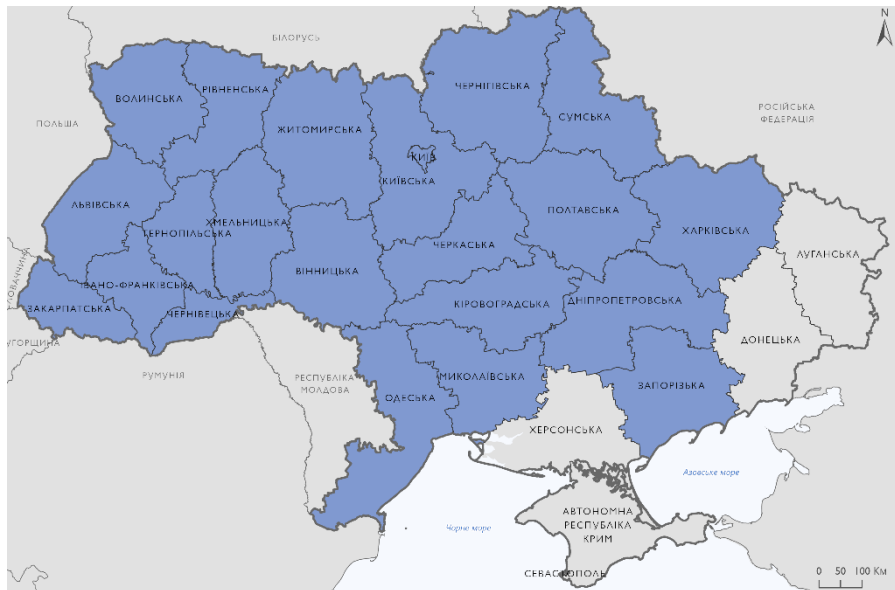 N
БІЛОРУСЬ
ВОЛИНСЬКА
РІВНЕНСЬКА
ЧЕРНІГІВСЬКА
ПОЛЬША
ЖИТОМИРСЬКА
СУМСЬКА
РОСІЙСЬКА
ФЕДЕРАЦІЯ
КИЇВ
КИЇВСЬКА
ЛЬВІВСЬКА
ХМЕЛЬНИЦЬКА
ТЕРНОПІЛЬСЬКА
ПОЛТАВСЬКА
ХАРКІВСЬКА
ЧЕРКАСЬКА
ЛУГАНСЬКА
ВІННИЦЬКА
СЛОВАЧЧИНА
ІВАНО-ФРАНКІВСЬКА
КІРОВОГРАДСЬКА
ДНІПРОПЕТРОВСЬКА
ЗАКАРПАТСЬКА
ЧЕРНІВЕЦЬКА
УГОРЩИНА
ДОНЕЦЬКА
РУМУНІЯ
РЕСПУБЛІКА
МОЛДОВА
МИКОЛАЇВСЬКА
ЗАПОРІЗЬКА
ОДЕСЬКА
ХЕРСОНСЬКА
Азовське море
АВТОНОМНА
РЕСПУБЛІКА
КРИМ
Чорне море
СЕВАСТОПОЛЬ
0 50 100 Км